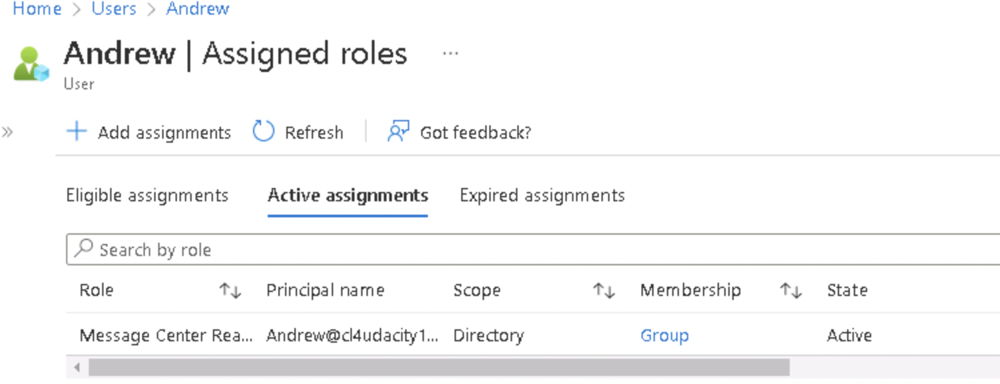 Home > Users > Andrew
Andrew | Assigned roles ...
User
» + Add assignments Refresh | Got feedback?
Eligible assignments Active assignments Expired assignments
Search by role
Role ↑↓ Principal name Scope ↑↓ Membership ↑↓ State
Message Center Rea... Andrew@cl4udacity1... Directory Group Active